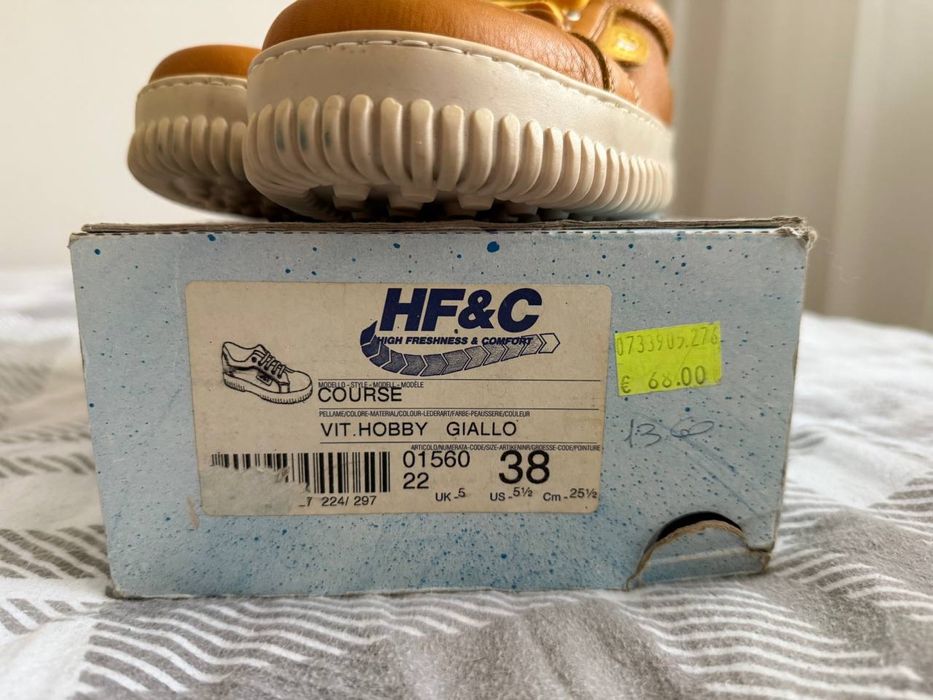 HF&C
HIGH FRESHNESS & COMFORT
MODELLO - STYLE - MODELL - MODÈLE
COURSE
PELLAME/COLORE-MATERIAL/COLOUR-LEDERART/FARBE-PEAUSSERIE/COULEUR
VIT.HOBBY GIALLO
ARTICOLO/NUMERATA-CODE/SIZE-ARTIKELNR/GROESSE-CODE/POINTURE
01560 38
22 UK - 5 US - 5½ Cm - 25½
7 224/ 297
0733905.276
€ 68.00